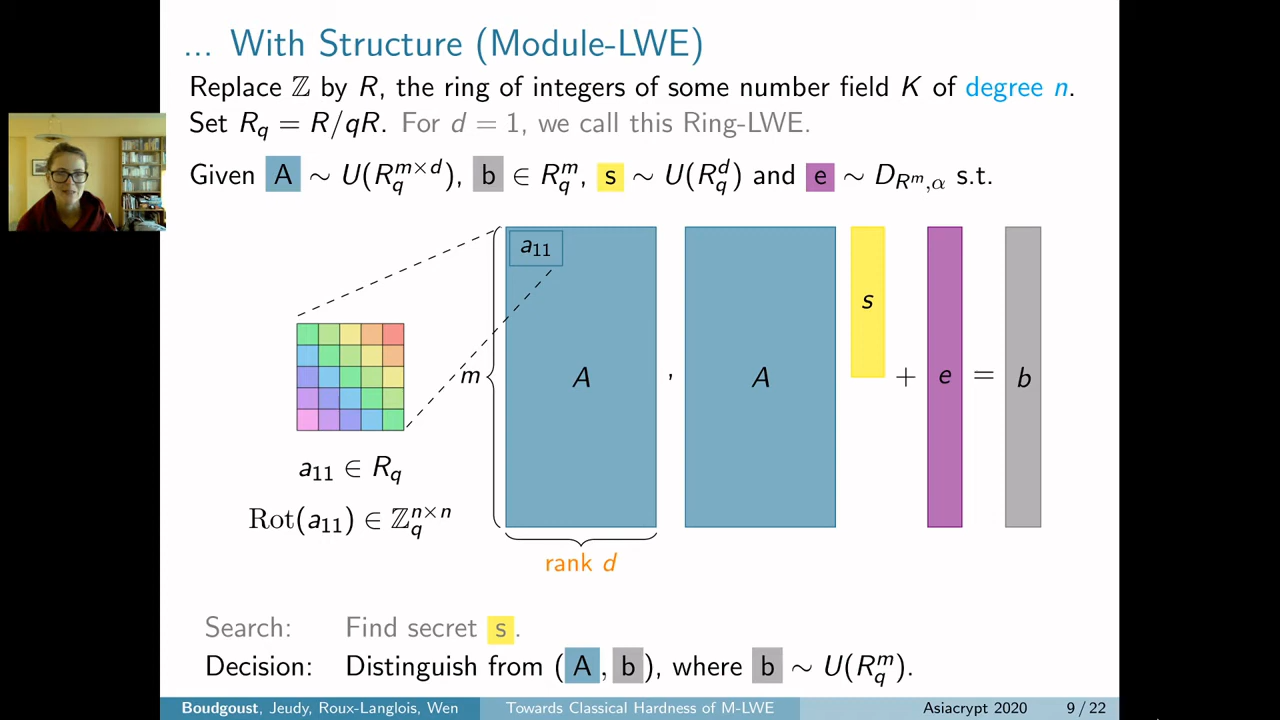 ... With Structure (Module-LWE)
Replace ℤ by R, the ring of integers of some number field K of degree n.
Set R_q = R/qR. For d = 1, we call this Ring-LWE.
Given A ∼ U(R_q^{m×d}), b ∈ R_q^m, s ∼ U(R_q^d) and e ∼ D_{R^m,α} s.t.
a₁₁
s
m
A , A + e = b
a₁₁ ∈ R_q
Rot(a₁₁) ∈ ℤ_q^{n×n}
rank d
Search: Find secret s.
Decision: Distinguish from (A, b), where b ∼ U(R_q^m).
Boudgoust, Jeudy, Roux-Langlois, Wen Towards Classical Hardness of M-LWE Asiacrypt 2020 9 / 22